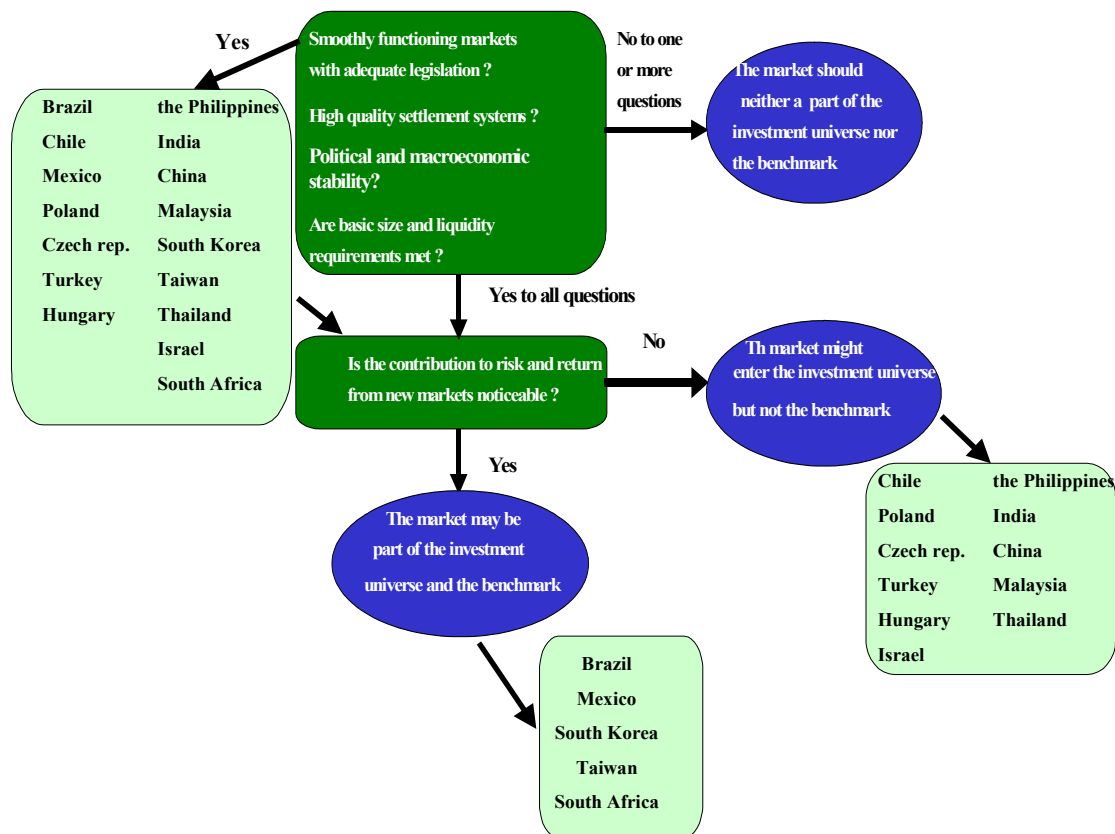 Yes
Smoothly functioning markets
with adequate legislation ?
High quality settlement systems ?
Political and macroeconomic
stability?
Are basic size and liquidity
requirements met ?
No to one
or more
questions
The market should
neither a part of the
investment universe nor
the benchmark
Brazil
Chile
Mexico
Poland
Czech rep.
Turkey
Hungary
the Philippines
India
China
Malaysia
South Korea
Taiwan
Thailand
Israel
South Africa
Yes to all questions
Is the contribution to risk and return
from new markets noticeable ?
No
Th market might
enter the investment universe
but not the benchmark
Yes
The market may be
part of the investment
universe and the benchmark
Chile
Poland
Czech rep.
Turkey
Hungary
Israel
the Philippines
India
China
Malaysia
Thailand
Brazil
Mexico
South Korea
Taiwan
South Africa